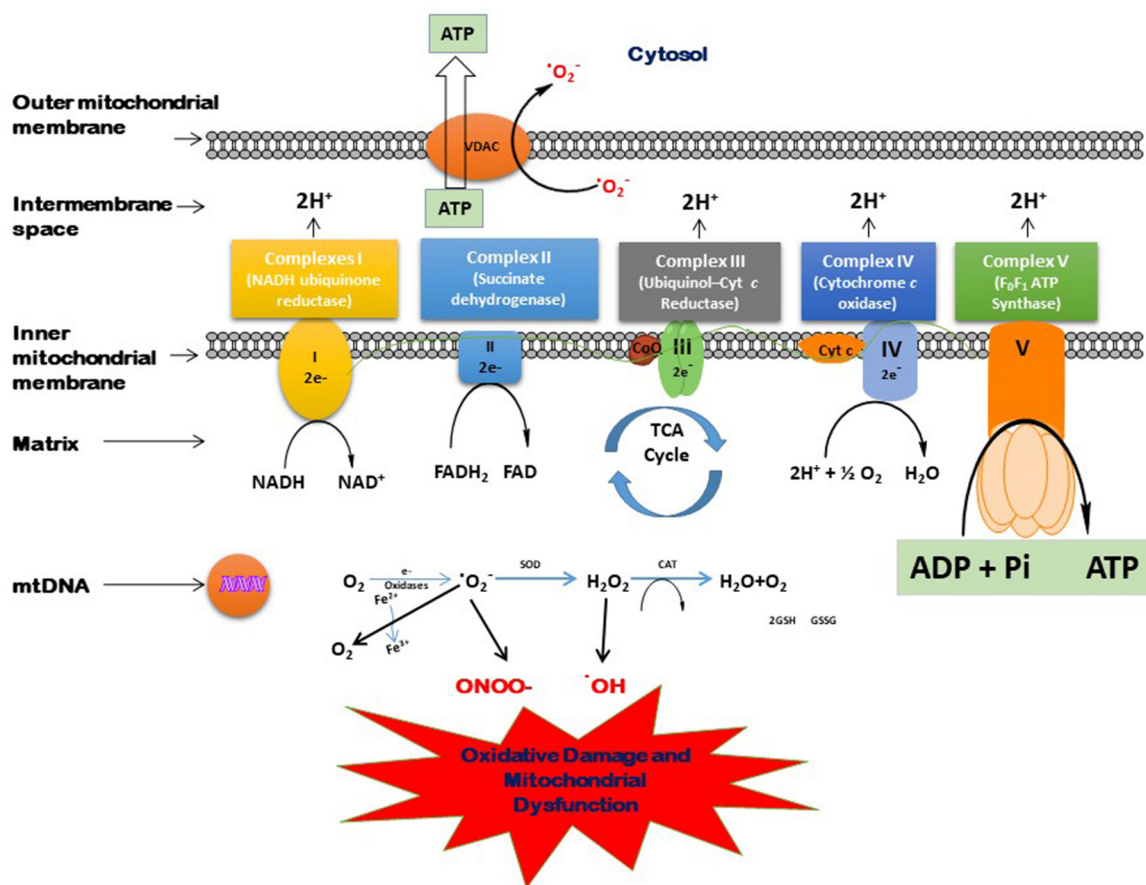 ATP
Cytosol
•O₂⁻
Outer mitochondrial
membrane
VDAC
•O₂⁻
ATP
Intermembrane
space
2H⁺
2H⁺
2H⁺
2H⁺
Complexes I
(NADH ubiquinone
reductase)
Complex II
(Succinate
dehydrogenase)
Complex III
(Ubiquinol–Cyt c
Reductase)
Complex IV
(Cytochrome c
oxidase)
Complex V
(F₀F₁ ATP
Synthase)
Inner
mitochondrial
membrane
I
2e-
II
2e-
CoQ
III
2e⁻
Cyt c
IV
2e⁻
V
Matrix
NADH NAD⁺
FADH₂ FAD
TCA
Cycle
2H⁺ + ½ O₂ H₂O
ADP + Pi ATP
mtDNA
O₂
e-
Oxidases
•O₂⁻
SOD
H₂O₂
CAT
H₂O+O₂
Fe²⁺
Fe³⁺
O₂
2GSH GSSG
ONOO-
⁻OH
Oxidative Damage and
Mitochondrial
Dysfunction